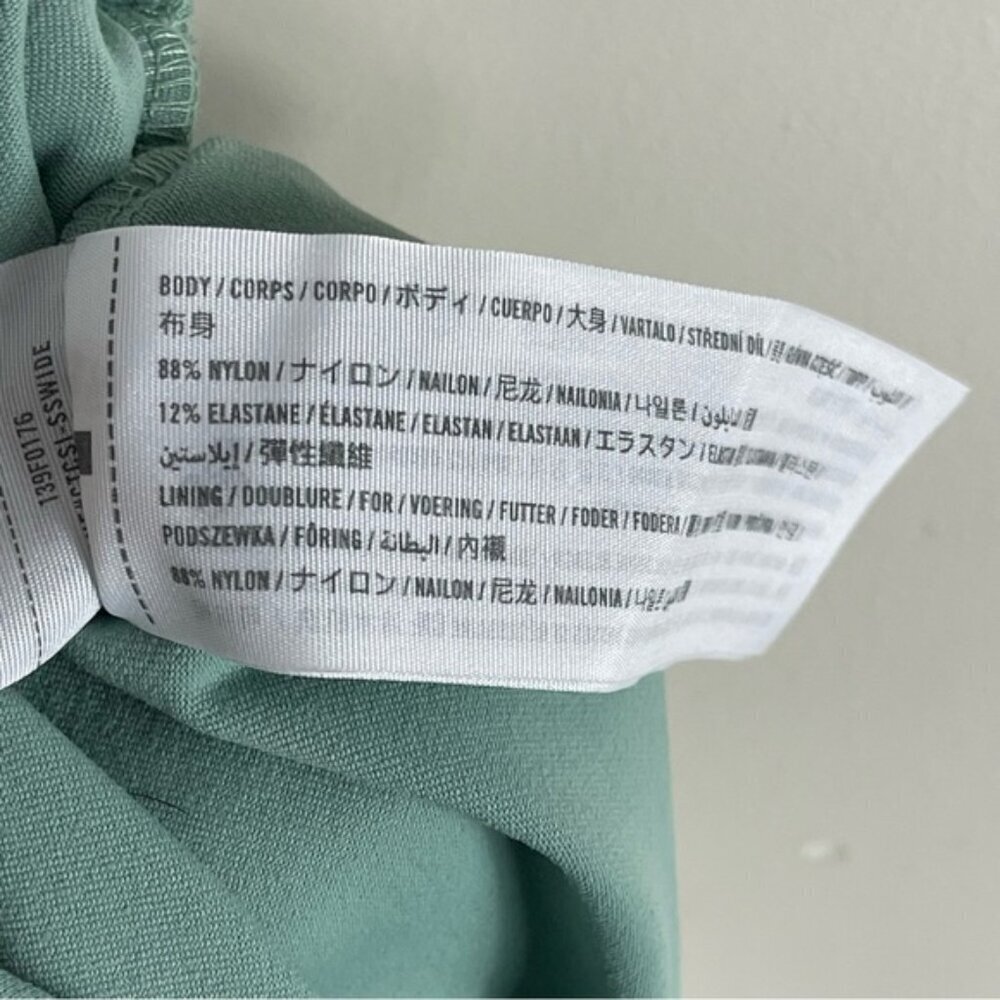 BODY / CORPS / CORPO / ボディ / CUERPO / 大身 / VARTALO / STŘEDNÍ DÍL /
布身
88% NYLON / ナイロン / NAILON / 尼龙 / NAILONIA / 나일론 /
12% ELASTANE / ÉLASTANE / ELASTAN / ELASTAAN / エラスタン /
إيلاستين / 彈性纖維
LINING / DOUBLURE / FOR / VOERING / FUTTER / FODER / FODERA /
PODSZEWKA / FÔRING / البطانة / 內襯
88% NYLON / ナイロン / NAILON / 尼龙 / NAILONIA /
139F0176